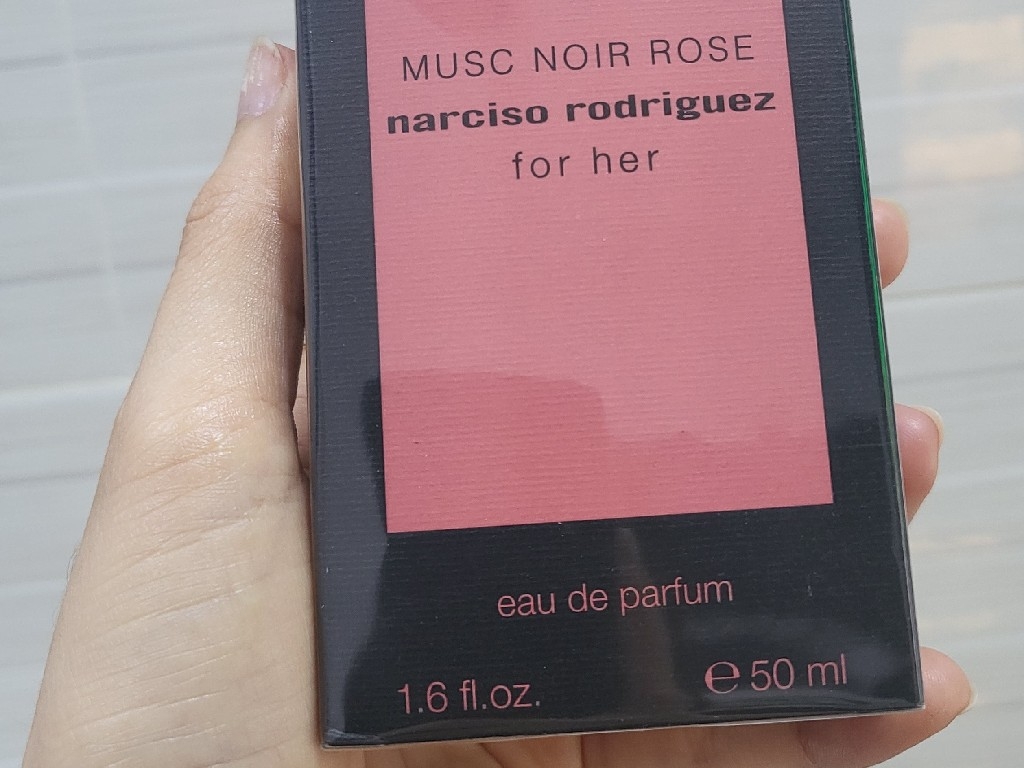 MUSC NOIR ROSE
narciso rodriguez
for her
eau de parfum
1.6 fl.oz. ℮ 50 ml